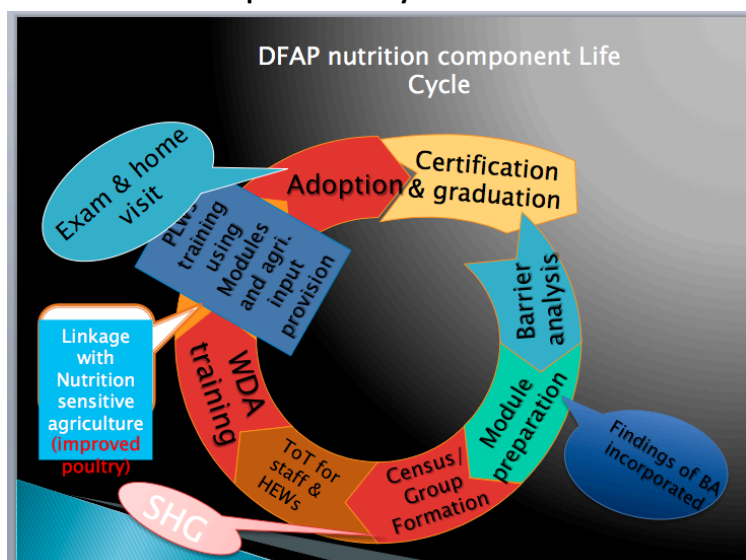 DFAP nutrition component Life
Cycle
Certification
& graduation
Barrier
analysis
Module
preparation
Findings of BA
incorporated
Census/
Group
Formation
SHG
ToT for
staff &
HEWs
WDA
training
Linkage
with
Nutrition
sensitive
agriculture
(improved
poultry)
PLWs
training
using
Modules
and agri.
input
provision
Exam & home
visit
Adoption